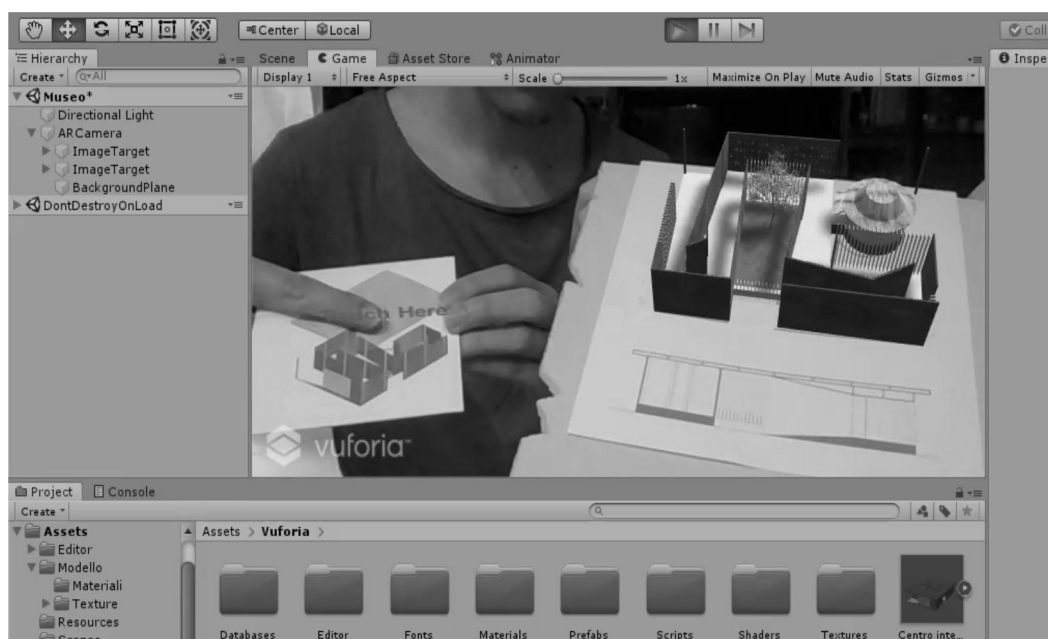 Center Local
Coll
Hierarchy
Scene Game Asset Store Animator
Inspe
Create All
Display 1 Free Aspect Scale 1x Maximize On Play Mute Audio Stats Gizmos
Museo*
Directional Light
ARCamera
ImageTarget
ImageTarget
BackgroundPlane
DontDestroyOnLoad
Here
vuforia
Project Console
Create
Assets
Assets > Vuforia >
Editor
Modello
Materiali
Texture
Resources
Databases Editor Fonts Materials Prefabs Scripts Shaders Textures Centro inte...